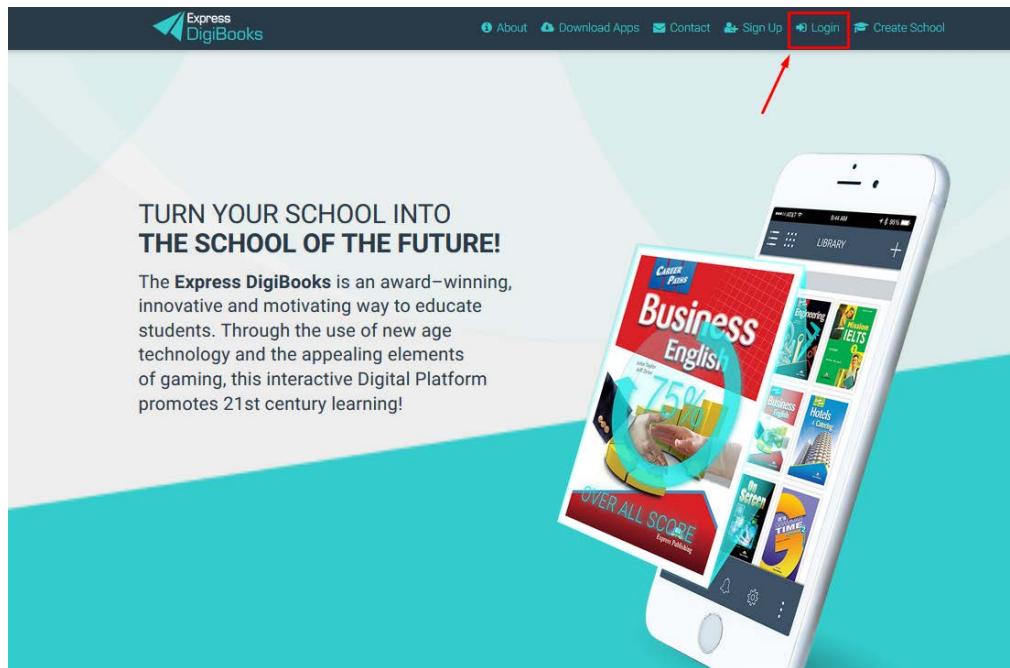 Express
DigiBooks
About
Download Apps
Contact
Sign Up
Login
Create School
TURN YOUR SCHOOL INTO
THE SCHOOL OF THE FUTURE!
The Express DigiBooks is an award–winning,
innovative and motivating way to educate
students. Through the use of new age
technology and the appealing elements
of gaming, this interactive Digital Platform
promotes 21st century learning!
9:44 AM
LIBRARY
CAREER
PATHS
Business
English
75%
OVER ALL SCORE
Express Publishing
Engineering
Mission
IELTS
Business
English
Hotels
& Catering
On
Screen
TIME